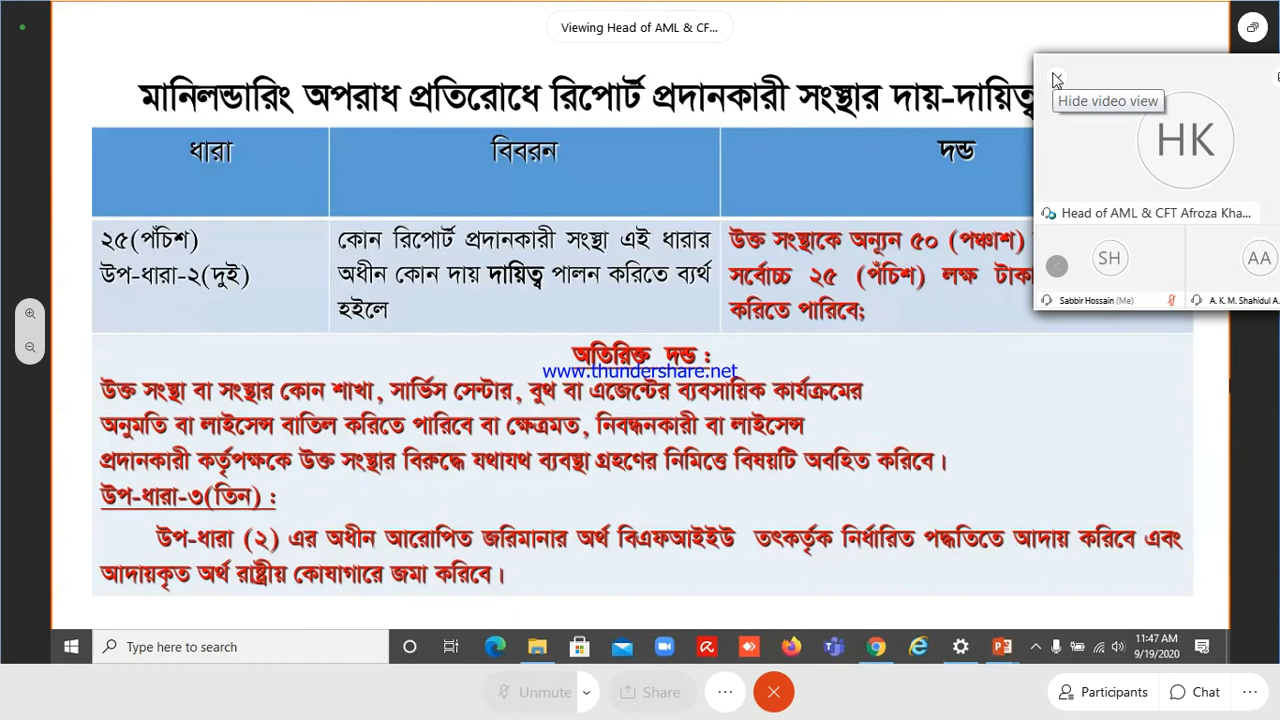 Viewing Head of AML & CF...
মানিলন্ডারিং অপরাধ প্রতিরোধে রিপোর্ট প্রদানকারী সংস্থার দায়-দায়িত্ব
Hide video view
HK
Head of AML & CFT Afroza Kha...
SH
AA
Sabbir Hossain (Me)
A. K. M. Shahidul A.
ধারা
বিবরন
দন্ড
২৫(পঁচিশ)
উপ-ধারা-২(দুই)
কোন রিপোর্ট প্রদানকারী সংস্থা এই ধারার
অধীন কোন দায় দায়িত্ব পালন করিতে ব্যর্থ
হইলে
উক্ত সংস্থাকে অন্যূন ৫০ (পঞ্চাশ)
সর্বোচ্চ ২৫ (পঁচিশ) লক্ষ টাকা
করিতে পারিবে;
অতিরিক্ত দন্ড :
www.thundershare.net
উক্ত সংস্থা বা সংস্থার কোন শাখা, সার্ভিস সেন্টার, বুথ বা এজেন্টের ব্যবসায়িক কার্যক্রমের
অনুমতি বা লাইসেন্স বাতিল করিতে পারিবে বা ক্ষেত্রমত, নিবন্ধনকারী বা লাইসেন্স
প্রদানকারী কর্তৃপক্ষকে উক্ত সংস্থার বিরুদ্ধে যথাযথ ব্যবস্থা গ্রহণের নিমিত্তে বিষয়টি অবহিত করিবে।
উপ-ধারা-৩(তিন) :
উপ-ধারা (২) এর অধীন আরোপিত জরিমানার অর্থ বিএফআইইউ তৎকর্তৃক নির্ধারিত পদ্ধতিতে আদায় করিবে এবং
আদায়কৃত অর্থ রাষ্ট্রীয় কোষাগারে জমা করিবে।
Type here to search
11:47 AM
9/19/2020
Unmute
Share
Participants
Chat